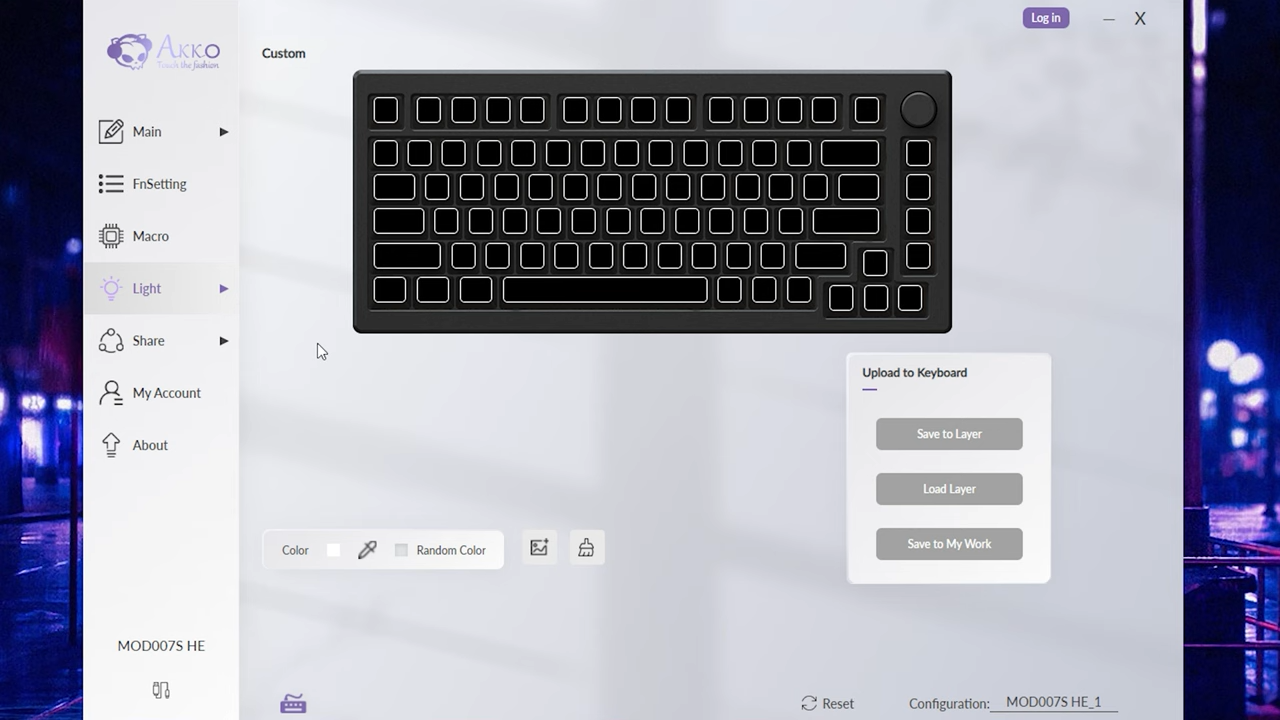 Log in
X
AKKO
Touch the fashion
Custom
Main
FnSetting
Macro
Light
Share
My Account
About
Upload to Keyboard
Save to Layer
Load Layer
Save to My Work
Color
Random Color
MOD007S HE
Reset
Configuration: MOD007S HE_1